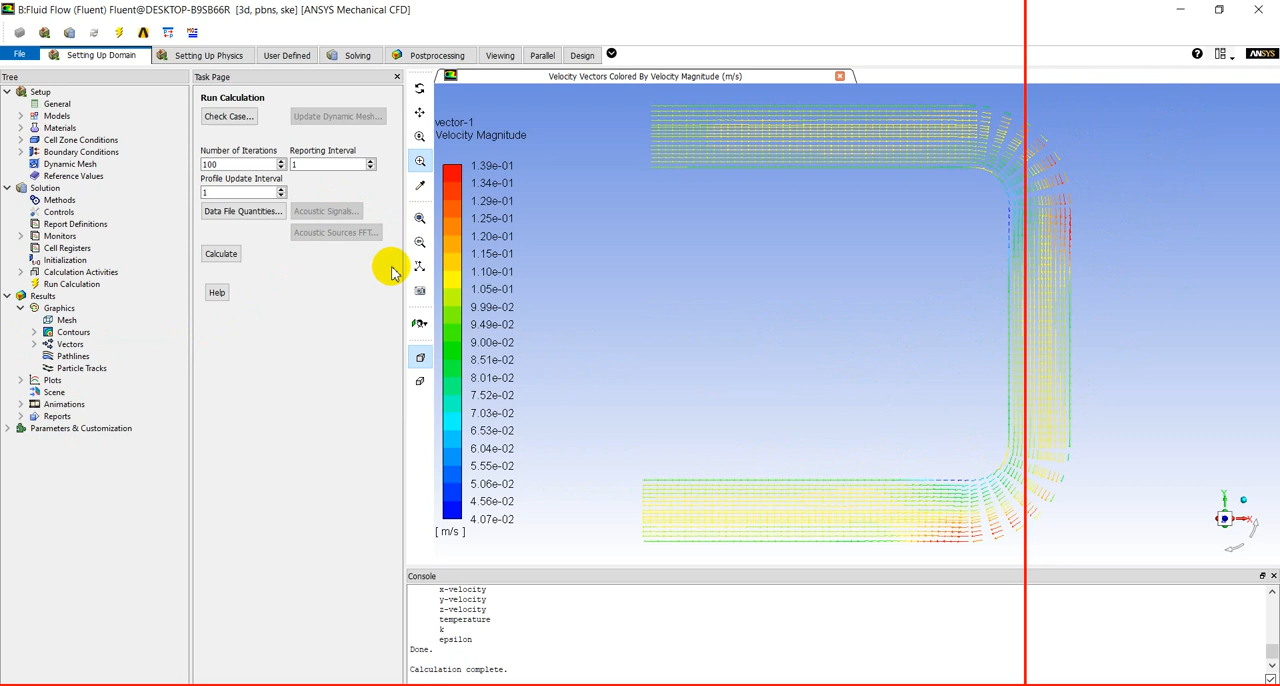 B:Fluid Flow (Fluent) Fluent@DESKTOP-B9SB66R [3d, pbns, ske] [ANSYS Mechanical CFD]
File
Setting Up Domain
Setting Up Physics
User Defined
Solving
Postprocessing
Viewing
Parallel
Design
ANSYS
Tree
Setup
General
Models
Materials
Cell Zone Conditions
Boundary Conditions
Dynamic Mesh
Reference Values
Solution
Methods
Controls
Report Definitions
Monitors
Cell Registers
Initialization
Calculation Activities
Run Calculation
Results
Graphics
Mesh
Contours
Vectors
Pathlines
Particle Tracks
Plots
Scene
Animations
Reports
Parameters & Customization
Task Page
Run Calculation
Check Case...
Update Dynamic Mesh...
Number of Iterations
Reporting Interval
100
1
Profile Update Interval
1
Data File Quantities...
Acoustic Signals...
Acoustic Sources FFT...
Calculate
Help
Velocity Vectors Colored By Velocity Magnitude (m/s)
vector-1
Velocity Magnitude
1.39e-01
1.34e-01
1.29e-01
1.25e-01
1.20e-01
1.15e-01
1.10e-01
1.05e-01
9.99e-02
9.49e-02
9.00e-02
8.51e-02
8.01e-02
7.52e-02
7.03e-02
6.53e-02
6.04e-02
5.55e-02
5.06e-02
4.56e-02
4.07e-02
[ m/s ]
Y
X
Console
x-velocity
y-velocity
z-velocity
temperature
k
epsilon
Done.
Calculation complete.